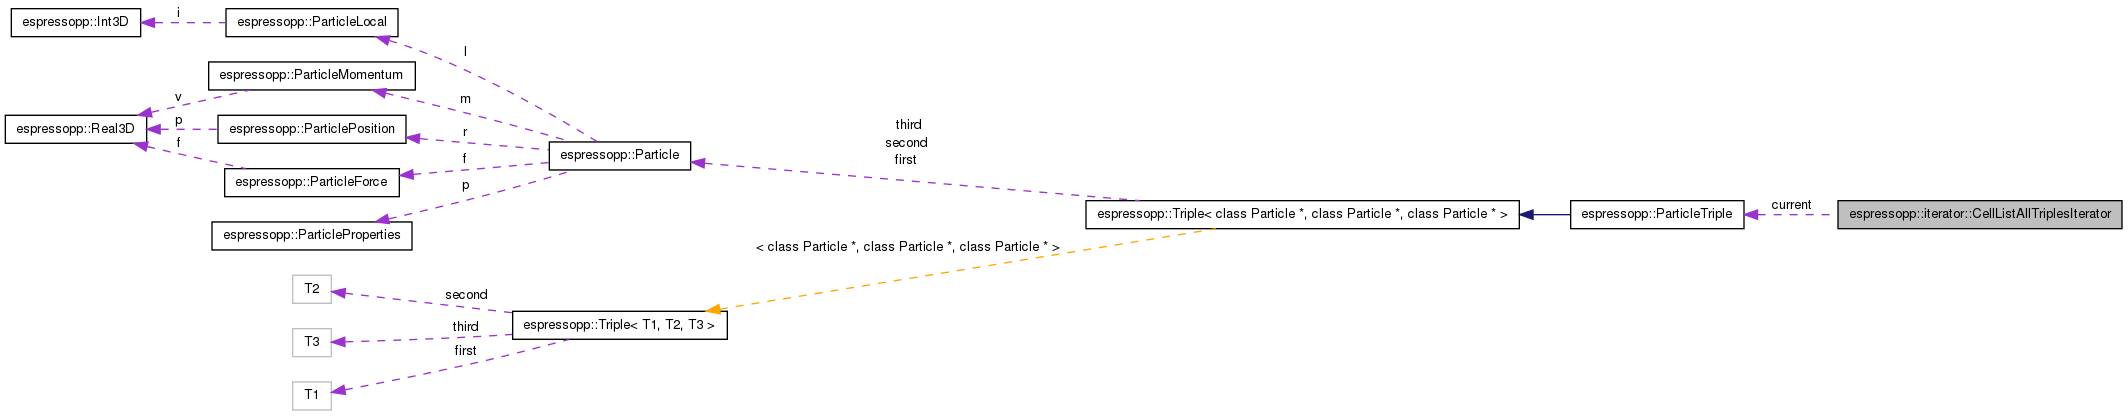 espressopp::Int3D
i
espressopp::ParticleLocal
l
espressopp::ParticleMomentum
v
m
espressopp::Real3D
p
espressopp::ParticlePosition
r
f
espressopp::ParticleForce
f
espressopp::Particle
p
espressopp::ParticleProperties
third
second
first
espressopp::Triple< class Particle *, class Particle *, class Particle * >
espressopp::ParticleTriple
current
espressopp::iterator::CellListAllTriplesIterator
< class Particle *, class Particle *, class Particle * >
T2
second
espressopp::Triple< T1, T2, T3 >
T3
third
first
T1